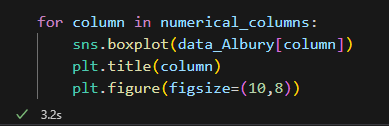 for column in numerical_columns:
    sns.boxplot(data_Albury[column])
    plt.title(column)
    plt.figure(figsize=(10,8))
3.2s